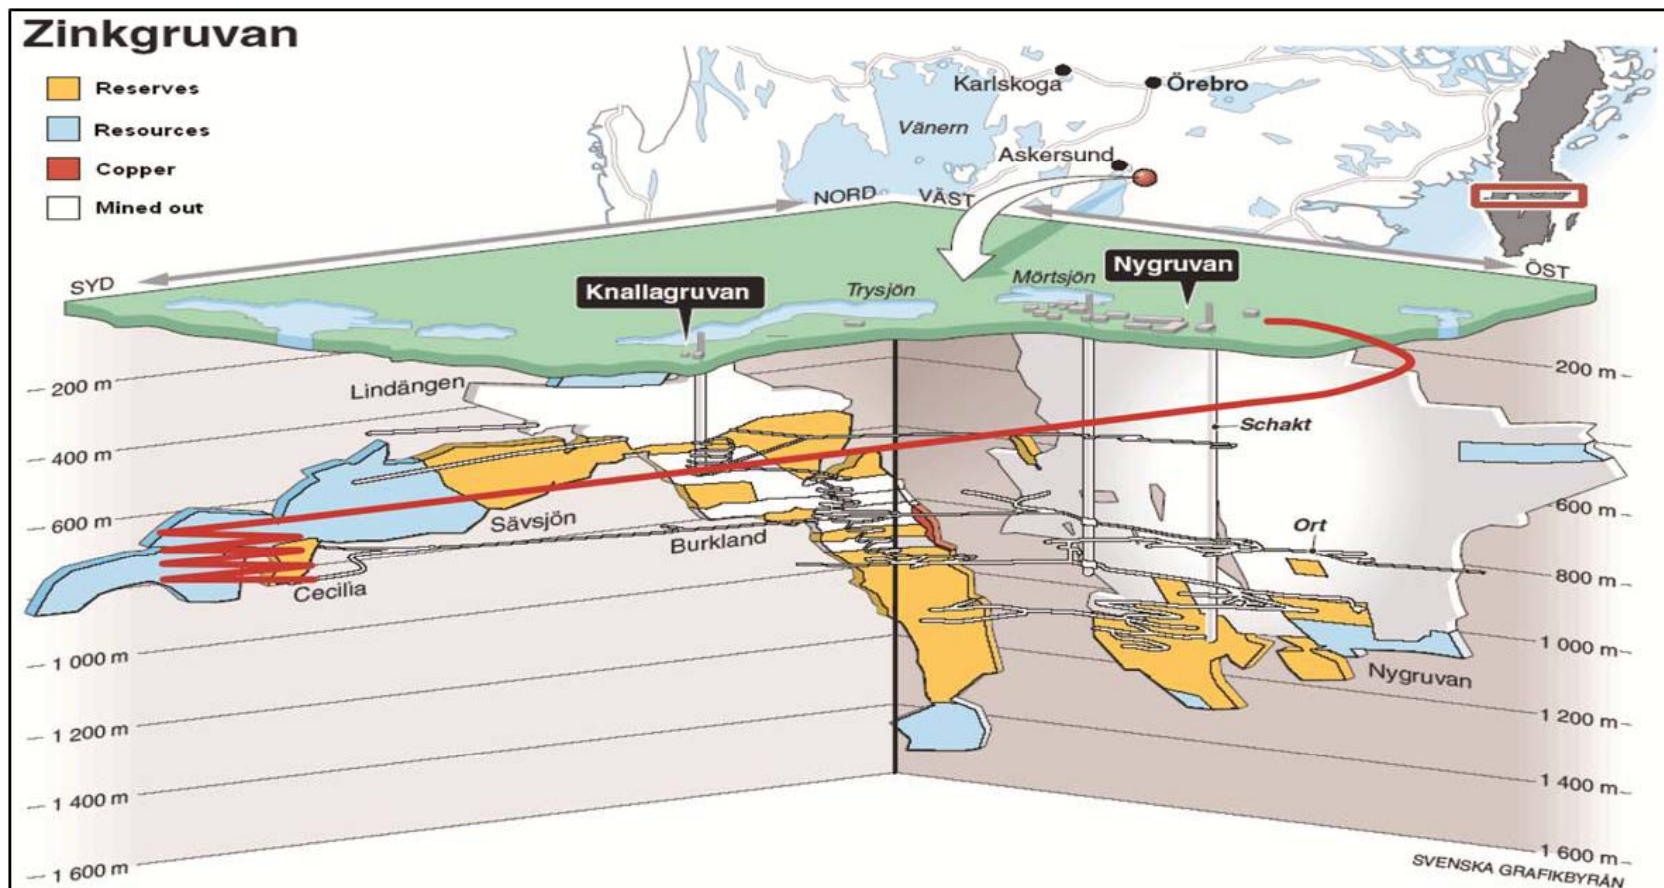 Zinkgruvan
Reserves
Resources
Copper
Mined out
Karlskoga
Örebro
Vänern
Askersund
NORD
VÄST
SYD
ÖST
Knallagruvan
Trysjön
Mörtsjön
Nygruvan
200 m
400 m
600 m
1 000 m
1 200 m
1 400 m
1 600 m
Lindängen
Sävsjön
Burkland
Cecilia
Schakt
Ort
Nygruvan
200 m
600 m
800 m
1 000 m
1 200 m
1 400 m
1 600 m
SVENSKA GRAFIKBYRÅN